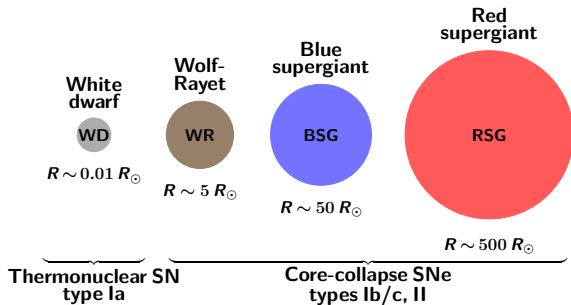 White
dwarf
WD
R ∼ 0.01 R☉
Wolf-
Rayet
WR
R ∼ 5 R☉
Blue
supergiant
BSG
R ∼ 50 R☉
Red
supergiant
RSG
R ∼ 500 R☉
Thermonuclear SN
type Ia
Core-collapse SNe
types Ib/c, II